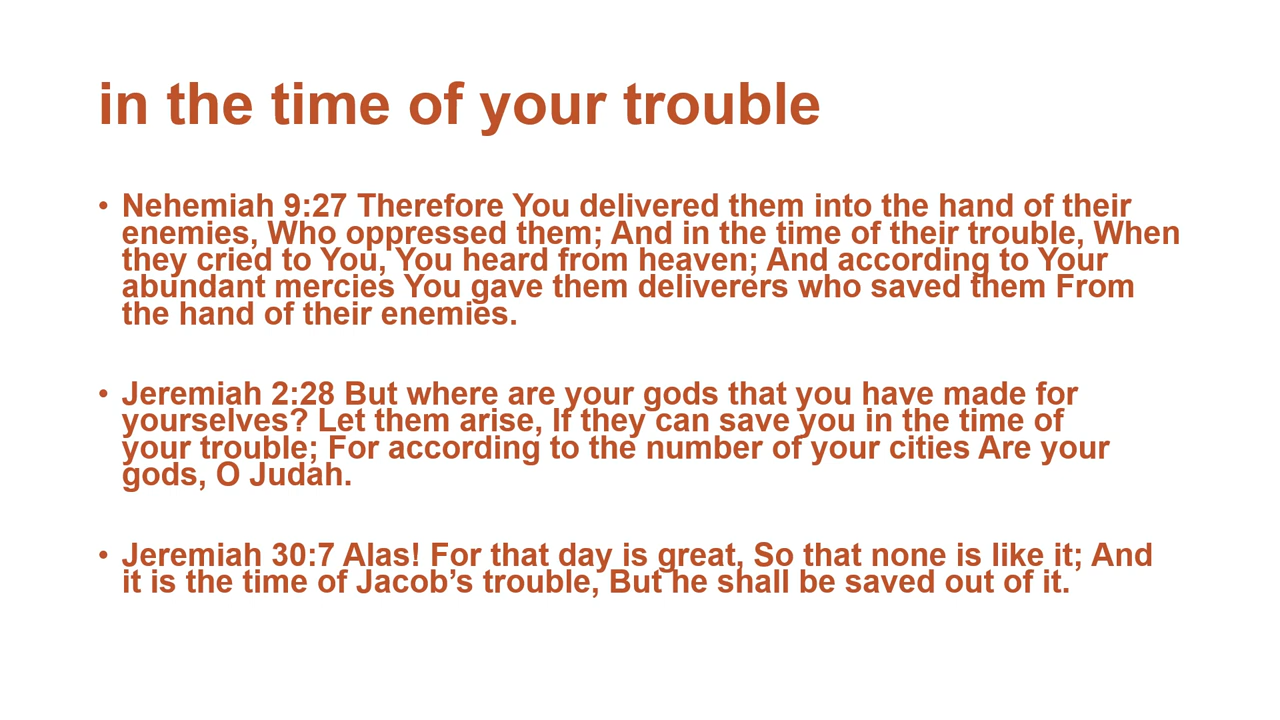 in the time of your trouble
• Nehemiah 9:27 Therefore You delivered them into the hand of their
enemies, Who oppressed them; And in the time of their trouble, When
they cried to You, You heard from heaven; And according to Your
abundant mercies You gave them deliverers who saved them From
the hand of their enemies.
• Jeremiah 2:28 But where are your gods that you have made for
yourselves? Let them arise, If they can save you in the time of
your trouble; For according to the number of your cities Are your
gods, O Judah.
• Jeremiah 30:7 Alas! For that day is great, So that none is like it; And
it is the time of Jacob’s trouble, But he shall be saved out of it.